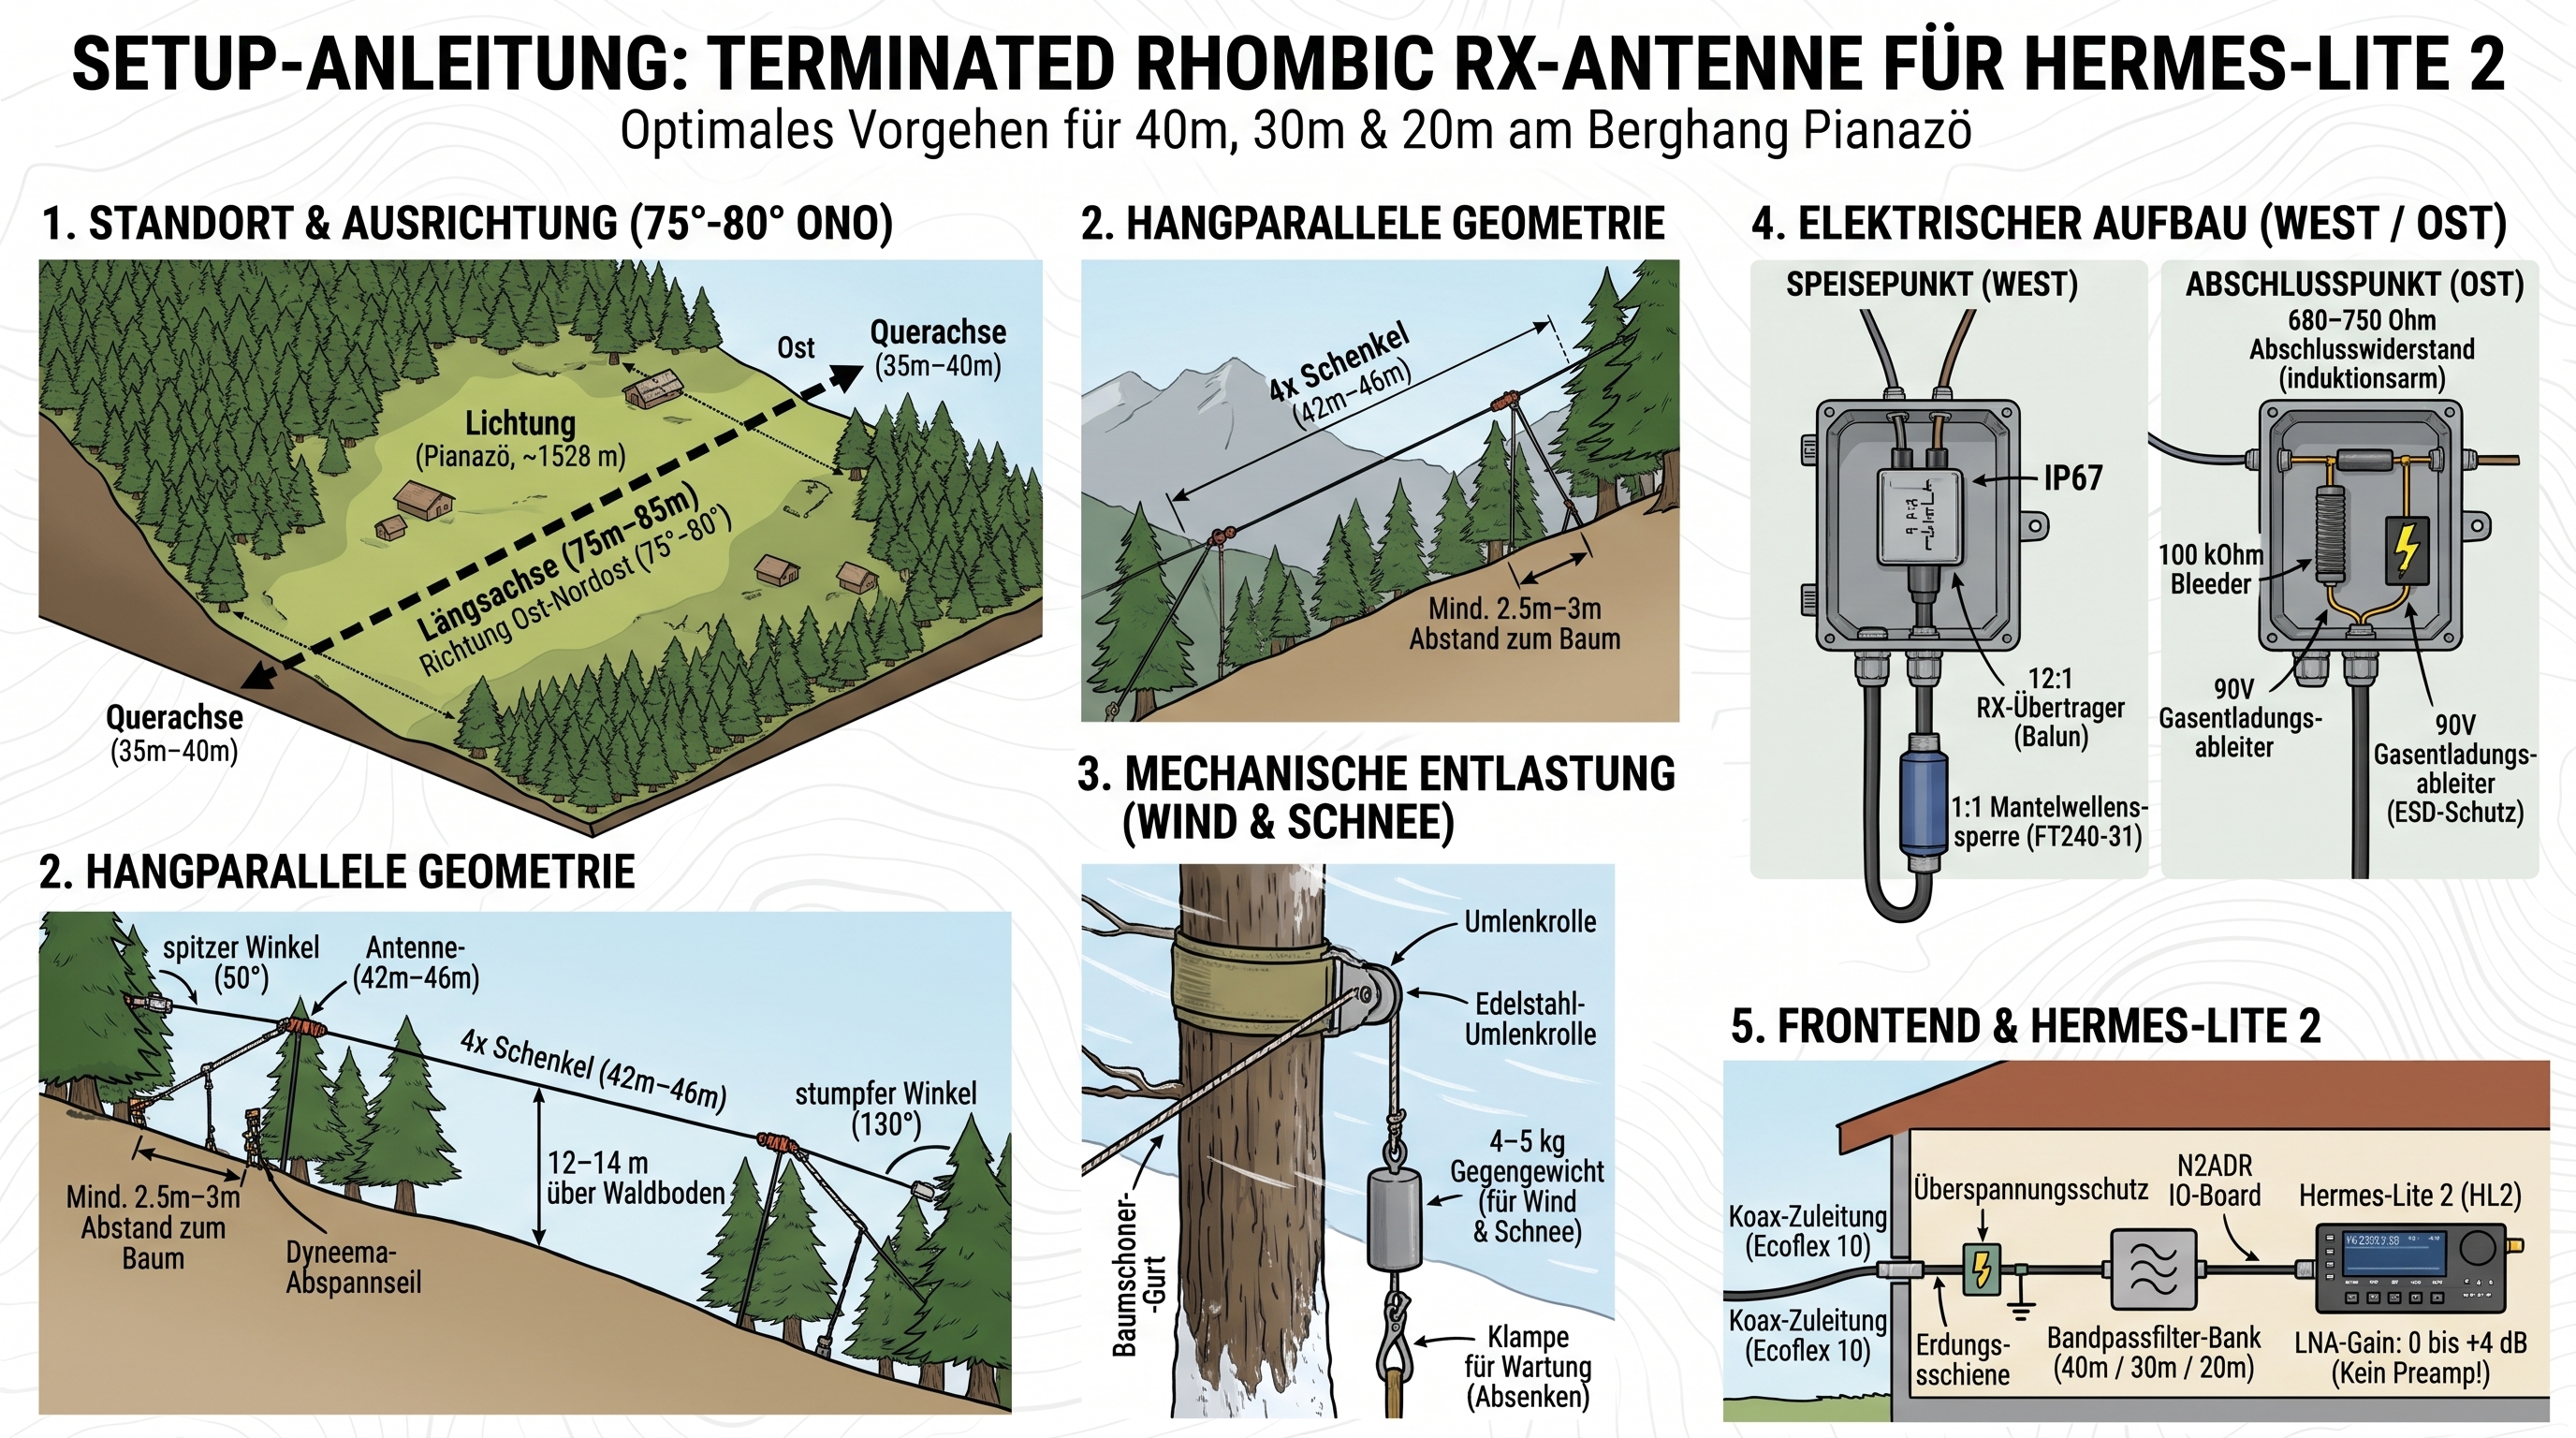 SETUP-ANLEITUNG: TERMINATED RHOMBIC RX-ANTENNE FÜR HERMES-LITE 2
Optimales Vorgehen für 40m, 30m & 20m am Berghang Pianazö
1. STANDORT & AUSRICHTUNG (75°-80° ONO)
Ost
Querachse
(35m–40m)
Lichtung
(Pianazö, ~1528 m)
Längsachse (75m–85m)
Richtung Ost-Nordost (75°-80°)
Querachse
(35m–40m)
2. HANGPARALLELE GEOMETRIE
4x Schenkel
(42m–46m)
Mind. 2.5m–3m
Abstand zum Baum
2. HANGPARALLELE GEOMETRIE
spitzer Winkel
(50°)
Antenne-
(42m–46m)
4x Schenkel (42m–46m)
stumpfer Winkel
(130°)
12–14 m
über Waldboden
Mind. 2.5m–3m
Abstand zum
Baum
Dyneema-
Abspannseil
3. MECHANISCHE ENTLASTUNG
(WIND & SCHNEE)
Umlenkrolle
Edelstahl-
Umlenkrolle
4–5 kg
Gegengewicht
(für Wind
& Schnee)
Baumschoner-
-Gurt
Klampe
für Wartung
(Absenken)
4. ELEKTRISCHER AUFBAU (WEST / OST)
SPEISEPUNKT (WEST)
IP67
12:1
RX-Übertrager
(Balun)
1:1 Mantelwellens-
sperre (FT240-31)
ABSCHLUSSPUNKT (OST)
680–750 Ohm
Abschlusswiderstand
(induktionsarm)
100 kOhm
Bleeder
90V
Gasentladungs-
ableiter
90V
Gasentladungs-
ableiter
(ESD-Schutz)
5. FRONTEND & HERMES-LITE 2
Koax-Zuleitung
(Ecoflex 10)
Koax-Zuleitung
(Ecoflex 10)
Überspannungsschutz
Erdungs-
sschiene
N2ADR
IO-Board
Bandpassfilter-Bank
(40m / 30m / 20m)
Hermes-Lite 2 (HL2)
LNA-Gain: 0 bis +4 dB
(Kein Preamp!)